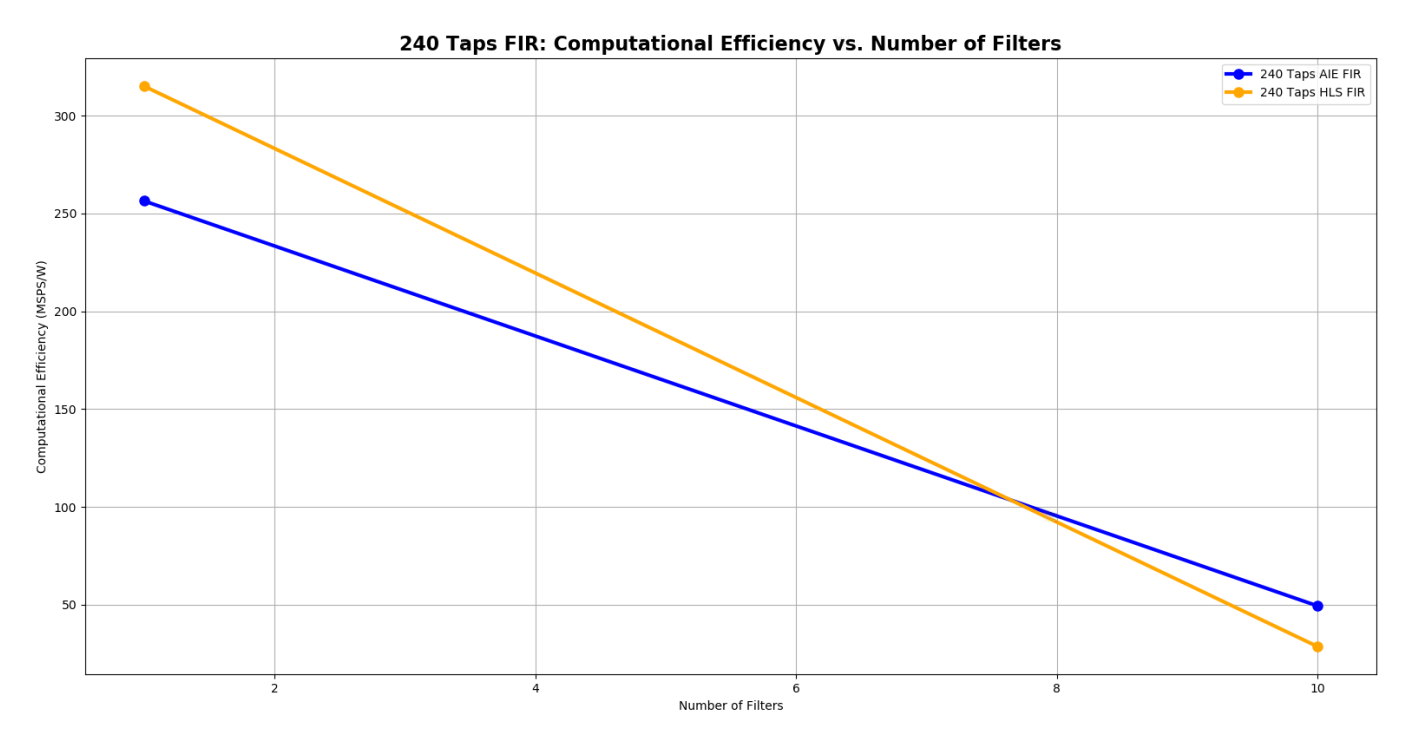 240 Taps FIR: Computational Efficiency vs. Number of Filters
240 Taps AIE FIR
240 Taps HLS FIR
Computational Efficiency (MSPS/W)
300
250
200
150
100
50
2
4
6
8
10
Number of Filters